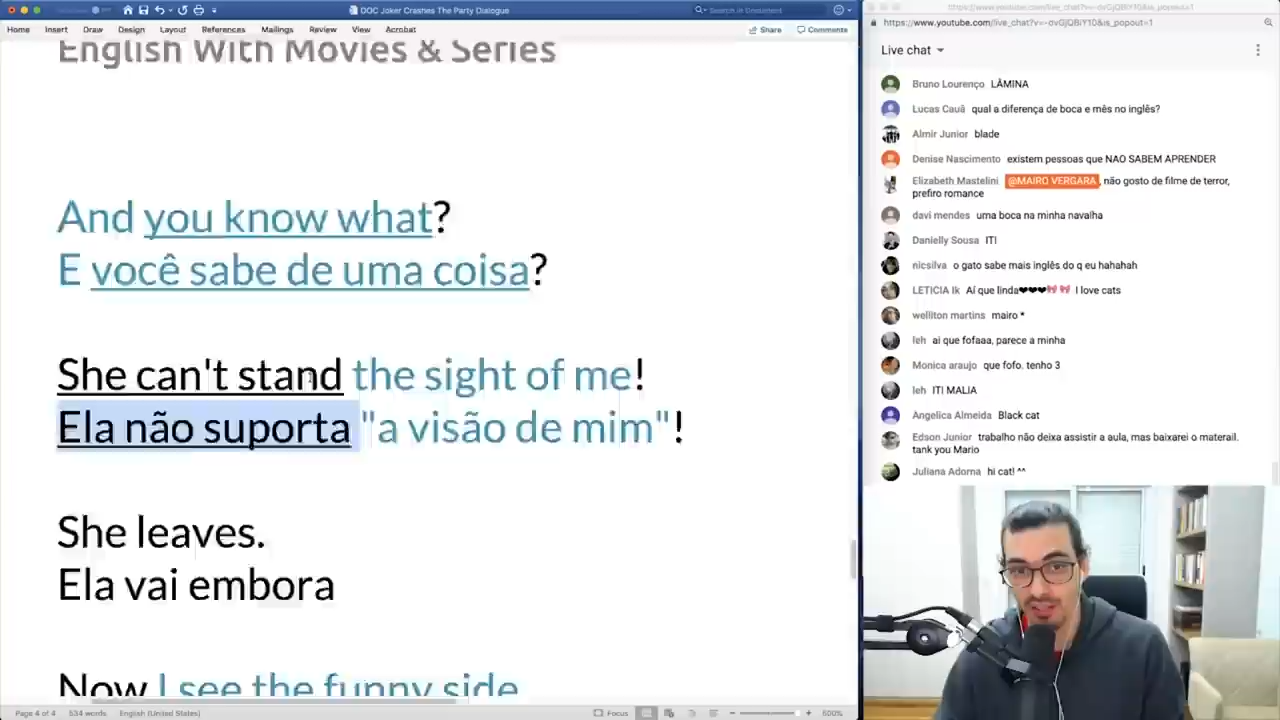 DOC Joker Crashes The Party Dialogue
Search in Document
Home Insert Draw Design Layout References Mailings Review View Acrobat Share Comments
English With Movies & Series
And you know what?
E você sabe de uma coisa?
She can't stand the sight of me!
Ela não suporta "a visão de mim"!
She leaves.
Ela vai embora
Now I see the funny side
Page 4 of 4 534 words English (United States) Focus 500%
Live chat
Bruno Lourenço LÂMINA
Lucas Cauã qual a diferença de boca e mês no inglês?
Almir Junior blade
Denise Nascimento existem pessoas que NAO SABEM APRENDER
Elizabeth Mastelini @MAIRO VERGARA, não gosto de filme de terror,
prefiro romance
davi mendes uma boca na minha navalha
Danielly Sousa ITI
nicsilva o gato sabe mais inglês do q eu hahahah
LETICIA lk Aí que linda❤❤❤🎀🎀 I love cats
welliton martins mairo *
leh ai que fofaaa, parece a minha
Monica araujo que fofo. tenho 3
leh ITI MALIA
Angelica Almeida Black cat
Edson Junior trabalho não deixa assistir a aula, mas baixarei o materail.
tank you Mario
Juliana Adorna hi cat! ^^